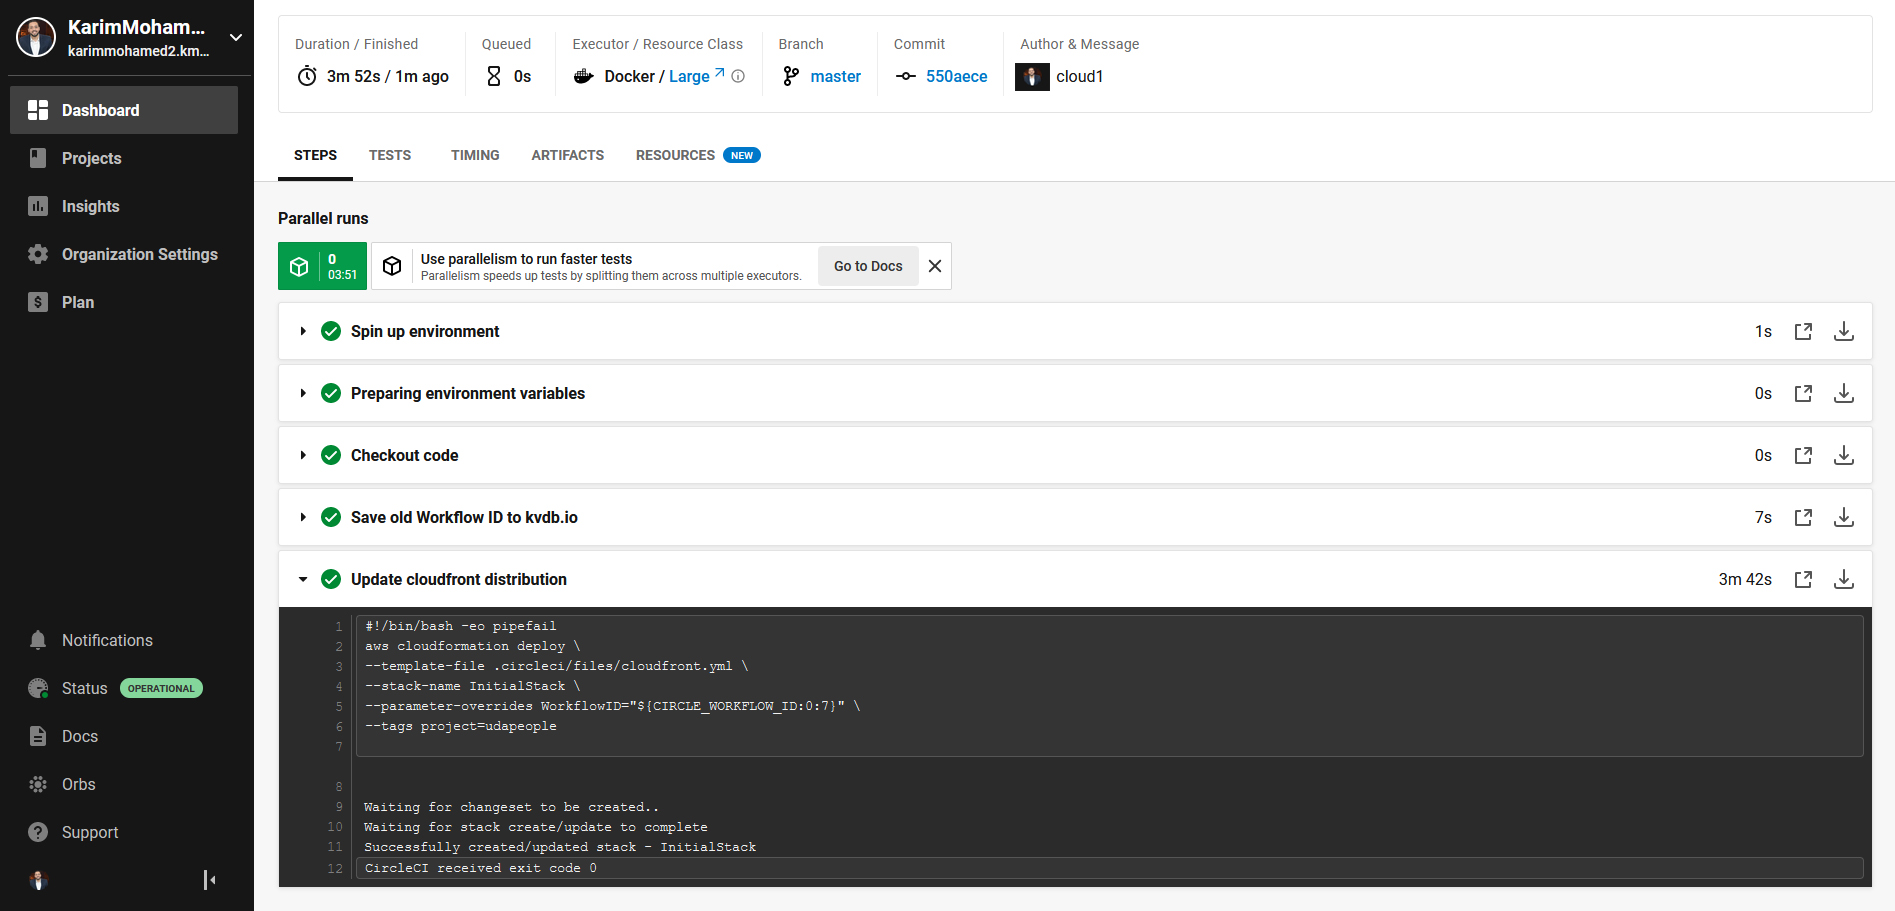 KarimMoham...
karimmohamed2.km...
Dashboard
Projects
Insights
Organization Settings
Plan
Notifications
Status OPERATIONAL
Docs
Orbs
Support
Duration / Finished
3m 52s / 1m ago
Queued
0s
Executor / Resource Class
Docker / Large
Branch
master
Commit
550aece
Author & Message
cloud1
STEPS TESTS TIMING ARTIFACTS RESOURCES NEW
Parallel runs
0
03:51
Use parallelism to run faster tests
Parallelism speeds up tests by splitting them across multiple executors.
Go to Docs
Spin up environment 1s
Preparing environment variables 0s
Checkout code 0s
Save old Workflow ID to kvdb.io 7s
Update cloudfront distribution 3m 42s
1 #!/bin/bash -eo pipefail
2 aws cloudformation deploy \
3 --template-file .circleci/files/cloudfront.yml \
4 --stack-name InitialStack \
5 --parameter-overrides WorkflowID="${CIRCLE_WORKFLOW_ID:0:7}" \
6 --tags project=udapeople
7
8
9 Waiting for changeset to be created..
10 Waiting for stack create/update to complete
11 Successfully created/updated stack - InitialStack
12 CircleCI received exit code 0